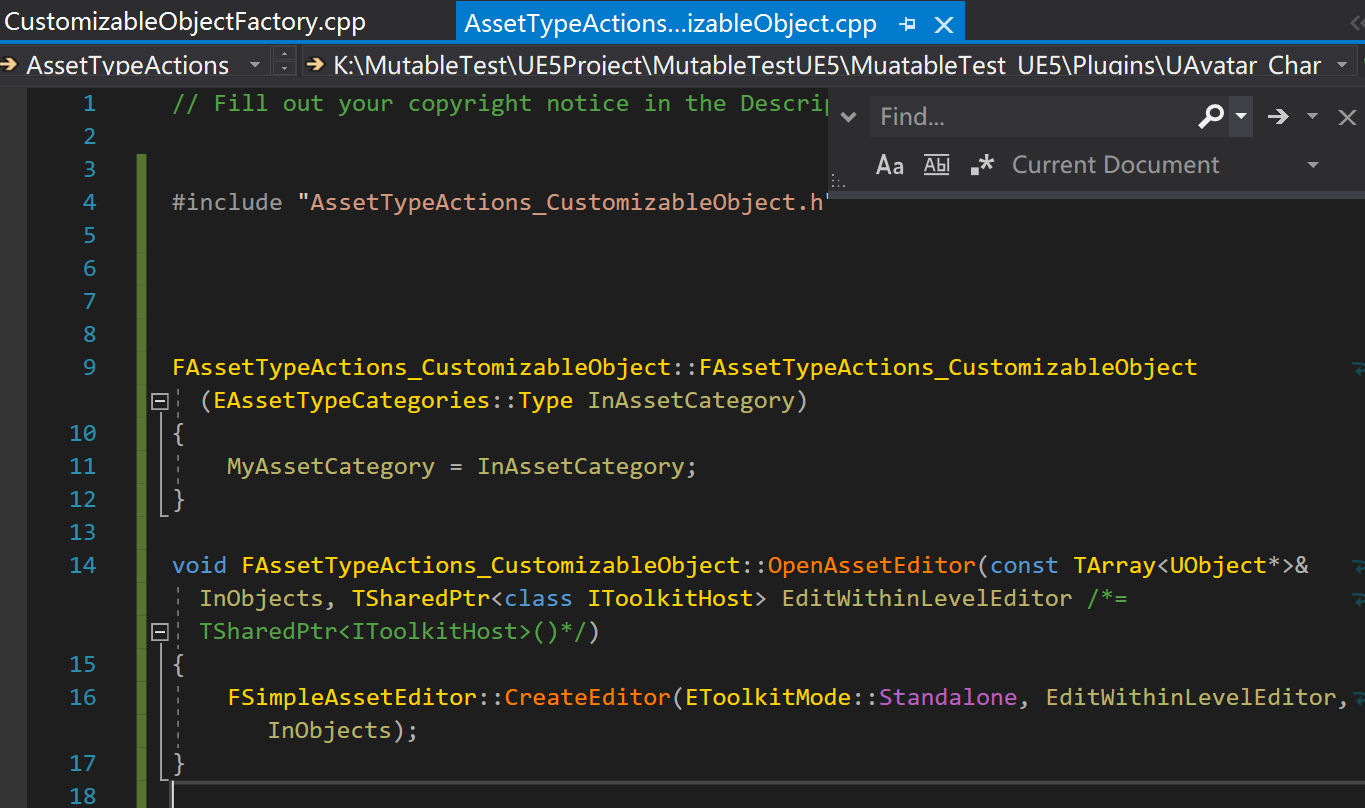 CustomizableObjectFactory.cpp
AssetTypeActions...izableObject.cpp
AssetTypeActions
K:\MutableTest\UE5Project\MutableTestUE5\MuatableTest_UE5\Plugins\UAvatar_Char
Find...
Aa Abl .*
Current Document
1 // Fill out your copyright notice in the Descrip
2
3
4 #include "AssetTypeActions_CustomizableObject.h"
5
6
7
8
9 FAssetTypeActions_CustomizableObject::FAssetTypeActions_CustomizableObject
(EAssetTypeCategories::Type InAssetCategory)
10 {
11 MyAssetCategory = InAssetCategory;
12 }
13
14 void FAssetTypeActions_CustomizableObject::OpenAssetEditor(const TArray<UObject*>&
InObjects, TSharedPtr<class IToolkitHost> EditWithinLevelEditor /*=
TSharedPtr<IToolkitHost>()*/)
15 {
16 FSimpleAssetEditor::CreateEditor(EToolkitMode::Standalone, EditWithinLevelEditor,
InObjects);
17 }
18